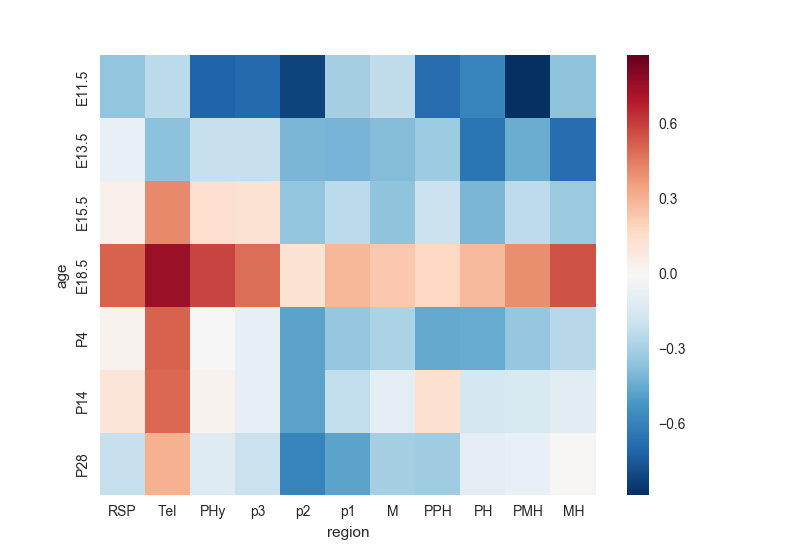 E11.5
E13.5
E15.5
E18.5
P4
P14
P28
age
RSP Tel PHy p3 p2 p1 M PPH PH PMH MH
region
0.6
0.3
0.0
−0.3
−0.6